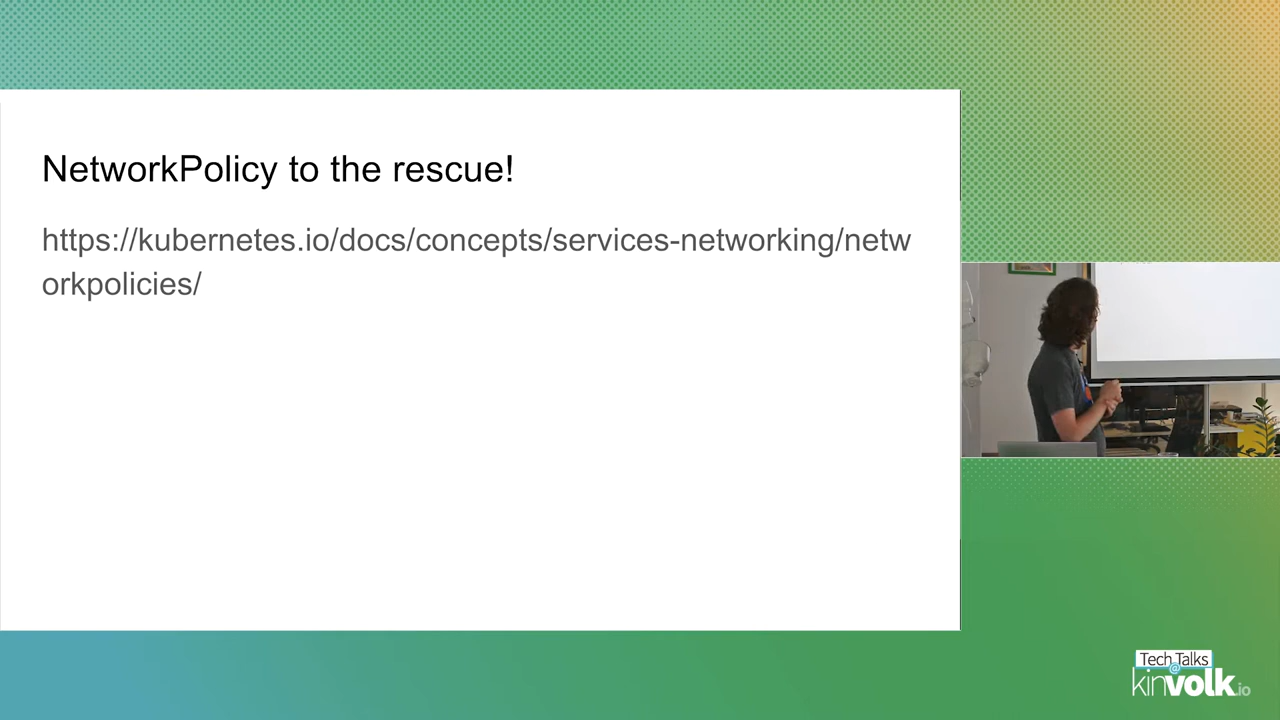 NetworkPolicy to the rescue!
https://kubernetes.io/docs/concepts/services-networking/netw
orkpolicies/
Tech Talks
@
kinvolk.io